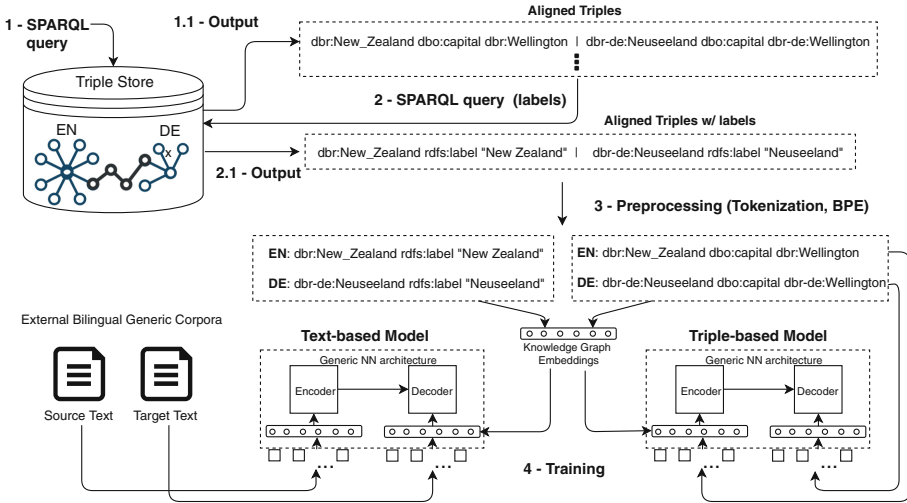 1 - SPARQL
query
1.1 - Output
Aligned Triples
dbr:New_Zealand dbo:capital dbr:Wellington | dbr-de:Neuseeland dbo:capital dbr-de:Wellington
Triple Store
EN
DE
x
2 - SPARQL query (labels)
Aligned Triples w/ labels
dbr:New_Zealand rdfs:label "New Zealand" | dbr-de:Neuseeland rdfs:label "Neuseeland"
2.1 - Output
3 - Preprocessing (Tokenization, BPE)
EN: dbr:New_Zealand rdfs:label "New Zealand"
DE: dbr-de:Neuseeland rdfs:label "Neuseeland"
EN: dbr:New_Zealand dbo:capital dbr:Wellington
DE: dbr-de:Neuseeland dbo:capital dbr-de:Wellington
External Bilingual Generic Corpora
Source Text
Target Text
Text-based Model
Generic NN architecture
Encoder
Decoder
...
...
Knowledge Graph
Embeddings
Triple-based Model
Generic NN architecture
Encoder
Decoder
...
...
4 - Training